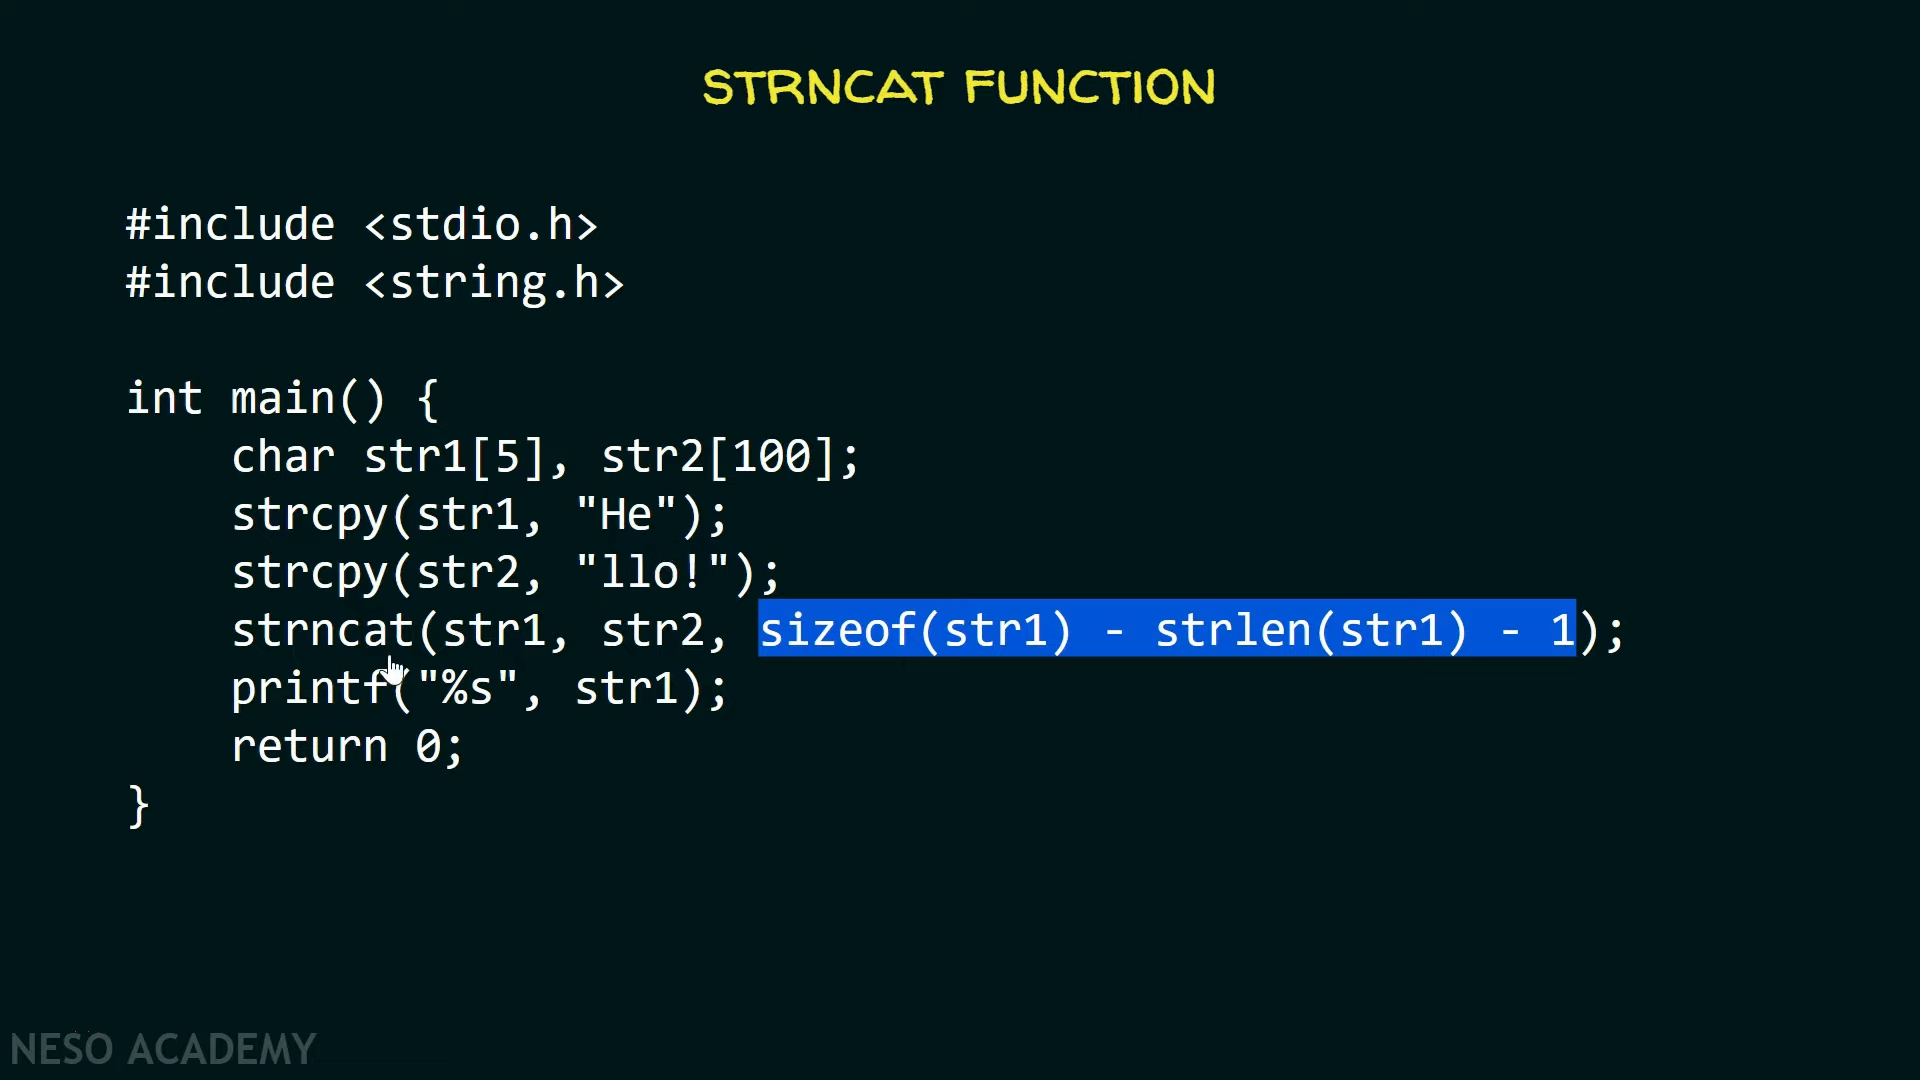 STRNCAT FUNCTION
#include <stdio.h>
#include <string.h>
int main() {
char str1[5], str2[100];
strcpy(str1, "He");
strcpy(str2, "llo!");
strncat(str1, str2, sizeof(str1) - strlen(str1) - 1);
printf("%s", str1);
return 0;
}
NESO ACADEMY